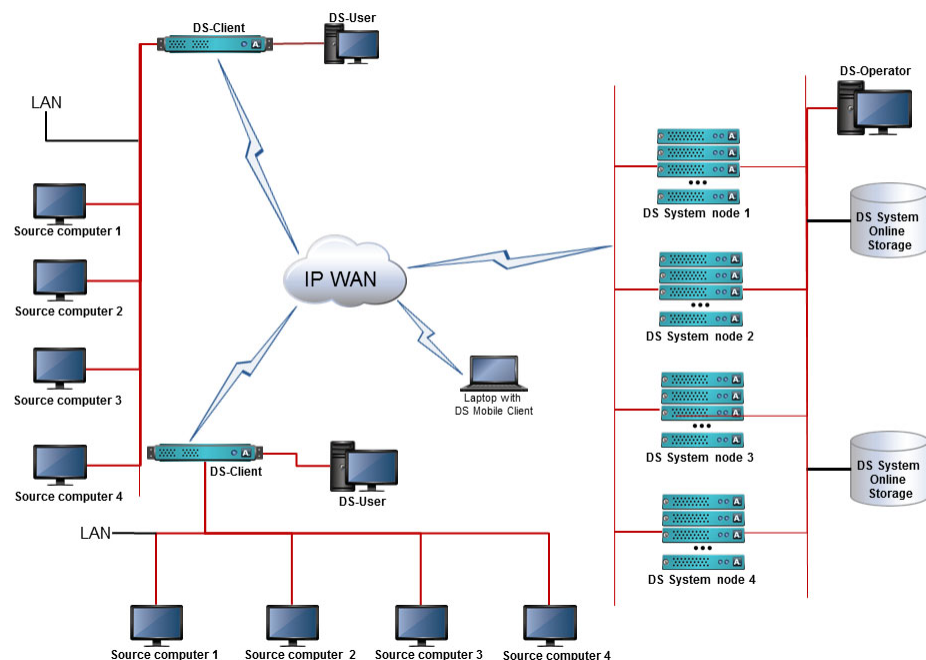 DS-Client
DS-User
LAN
Source computer 1
Source computer 2
Source computer 3
Source computer 4
IP WAN
Laptop with
DS Mobile Client
DS-Client
DS-User
LAN
Source computer 1
Source computer 2
Source computer 3
Source computer 4
DS System node 1
DS System node 2
DS System node 3
DS System node 4
DS-Operator
DS System
Online
Storage
DS System
Online
Storage